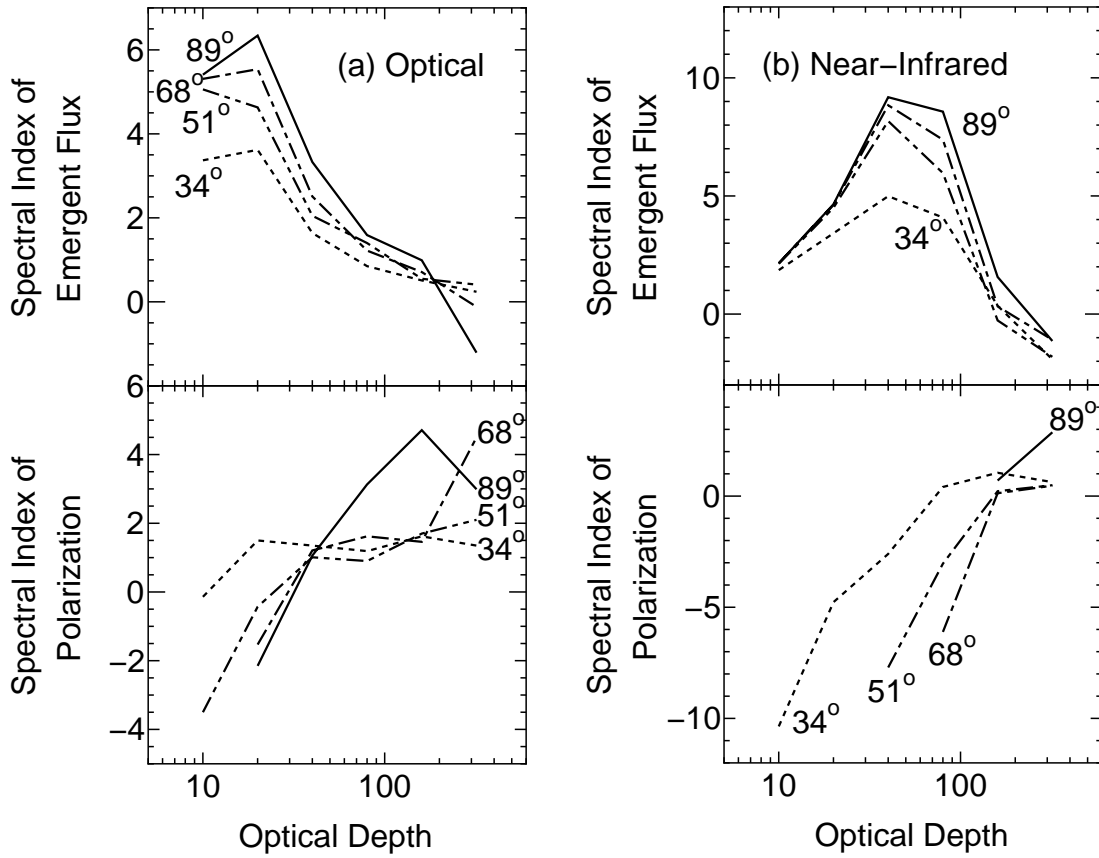 (a) Optical
Spectral Index of
Emergent Flux
6
4
2
0
89°
68°
51°
34°
Spectral Index of
Polarization
6
4
2
0
−2
−4
68°
89°
51°
34°
10
100
Optical Depth
(b) Near−Infrared
Spectral Index of
Emergent Flux
10
5
0
89°
34°
Spectral Index of
Polarization
0
−5
−10
89°
68°
51°
34°
10
100
Optical Depth